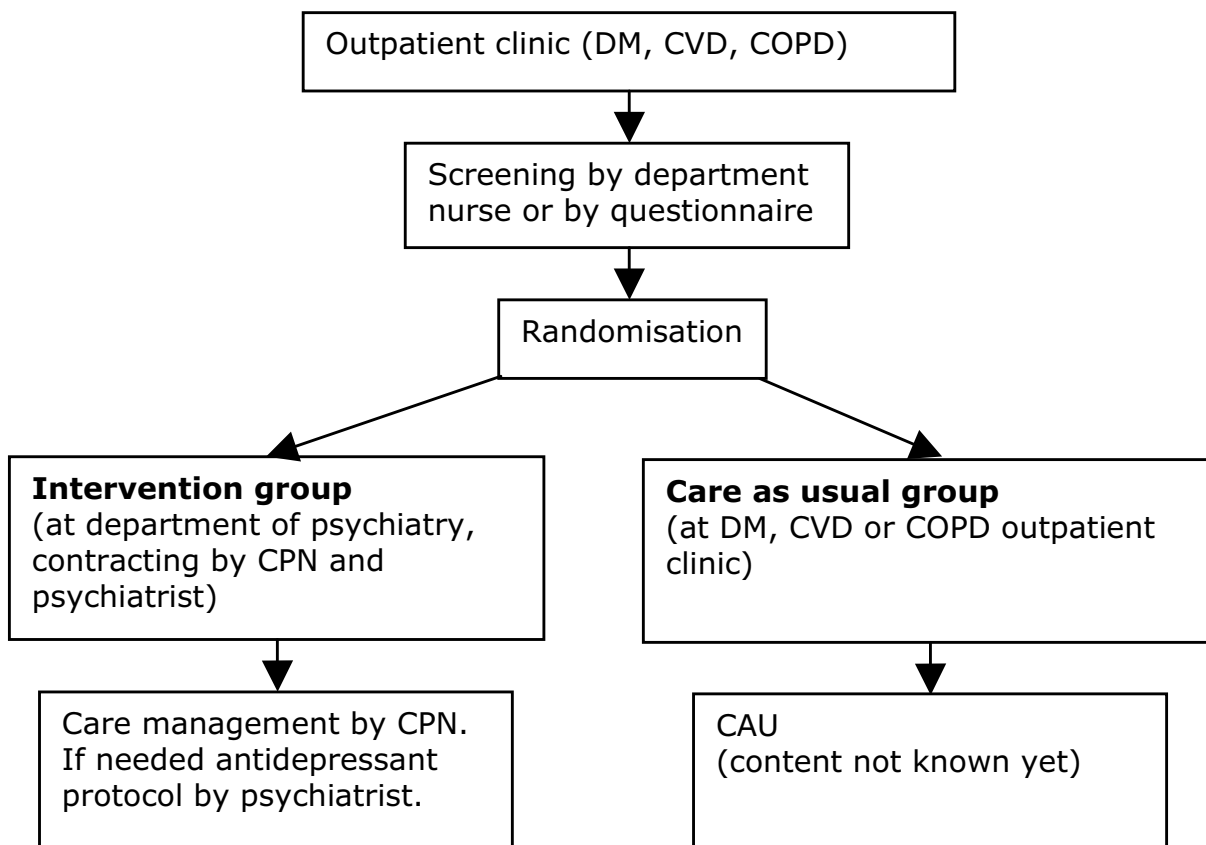 Outpatient clinic (DM, CVD, COPD)
Screening by department
nurse or by questionnaire
Randomisation
Intervention group
(at department of psychiatry,
contracting by CPN and
psychiatrist)
Care as usual group
(at DM, CVD or COPD outpatient
clinic)
Care management by CPN.
If needed antidepressant
protocol by psychiatrist.
CAU
(content not known yet)